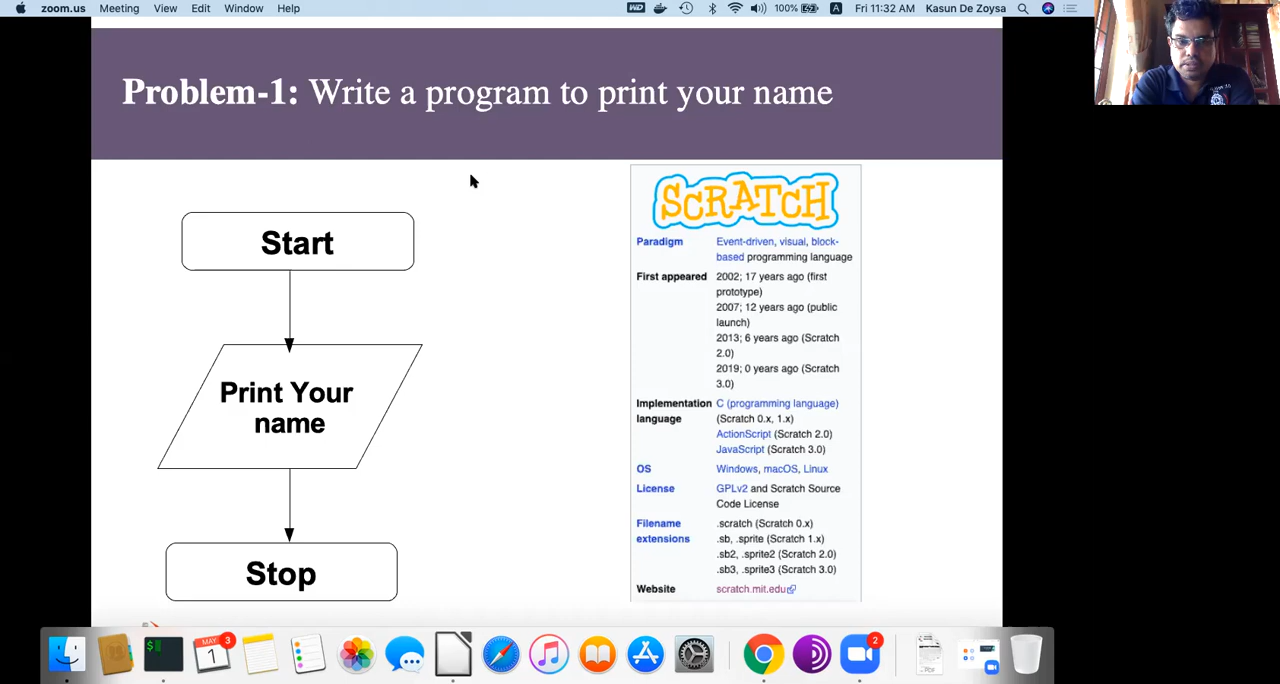 zoom.us Meeting View Edit Window Help 100% A Fri 11:32 AM Kasun De Zoysa
Problem-1: Write a program to print your name
Start
Print Your
name
Stop
SCRATCH
Paradigm Event-driven, visual, block-
based programming language
First appeared 2002; 17 years ago (first
prototype)
2007; 12 years ago (public
launch)
2013; 6 years ago (Scratch
2.0)
2019; 0 years ago (Scratch
3.0)
Implementation C (programming language)
language (Scratch 0.x, 1.x)
ActionScript (Scratch 2.0)
JavaScript (Scratch 3.0)
OS Windows, macOS, Linux
License GPLv2 and Scratch Source
Code License
Filename .scratch (Scratch 0.x)
extensions .sb, .sprite (Scratch 1.x)
.sb2, .sprite2 (Scratch 2.0)
.sb3, .sprite3 (Scratch 3.0)
Website scratch.mit.edu
$
MAY
1
3
2